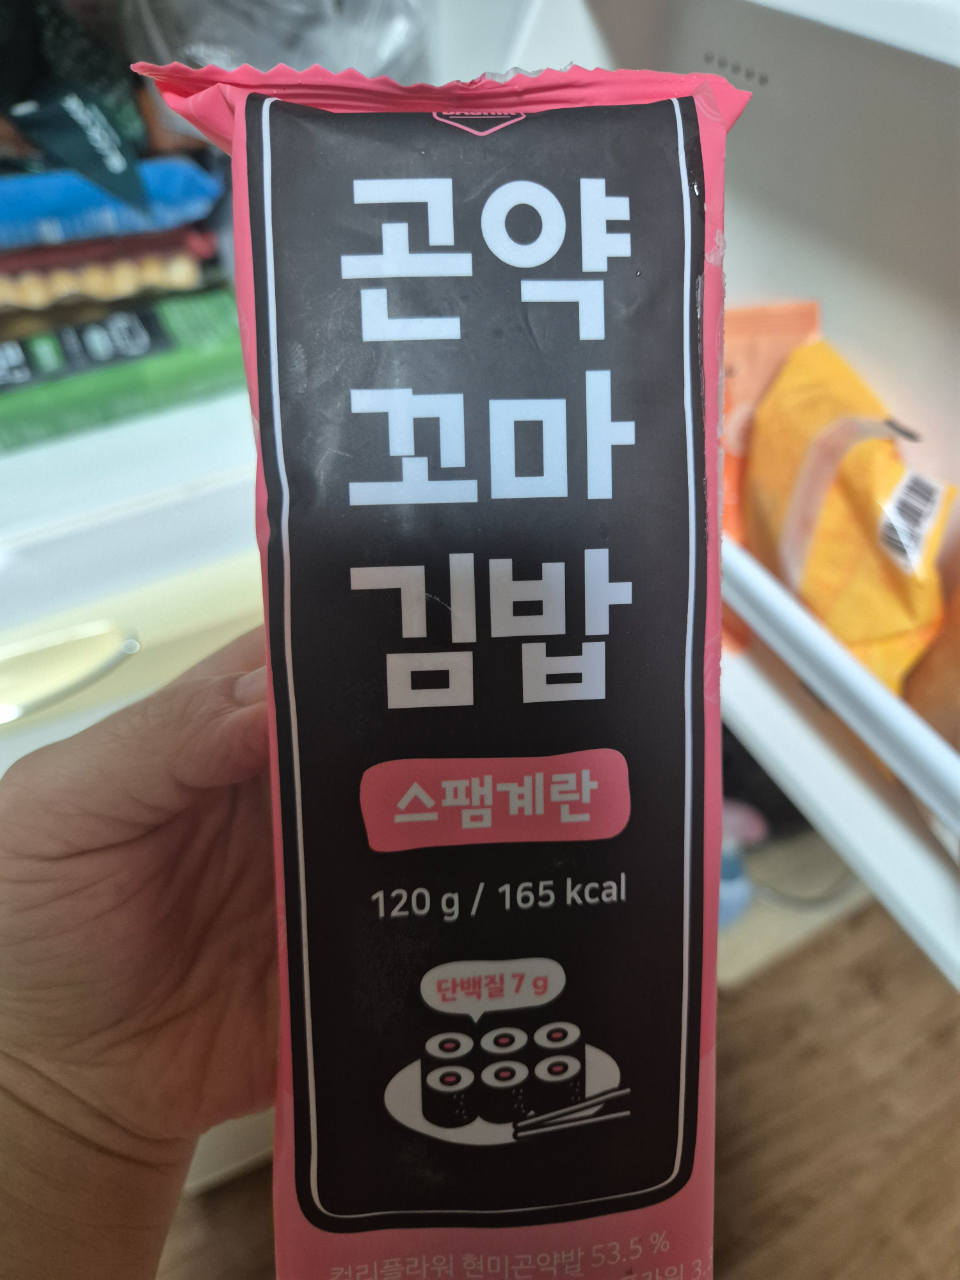 곤약
꼬마
김밥
스팸계란
120 g / 165 kcal
단백질 7 g
컬리플라워 현미곤약밥 53.5 %